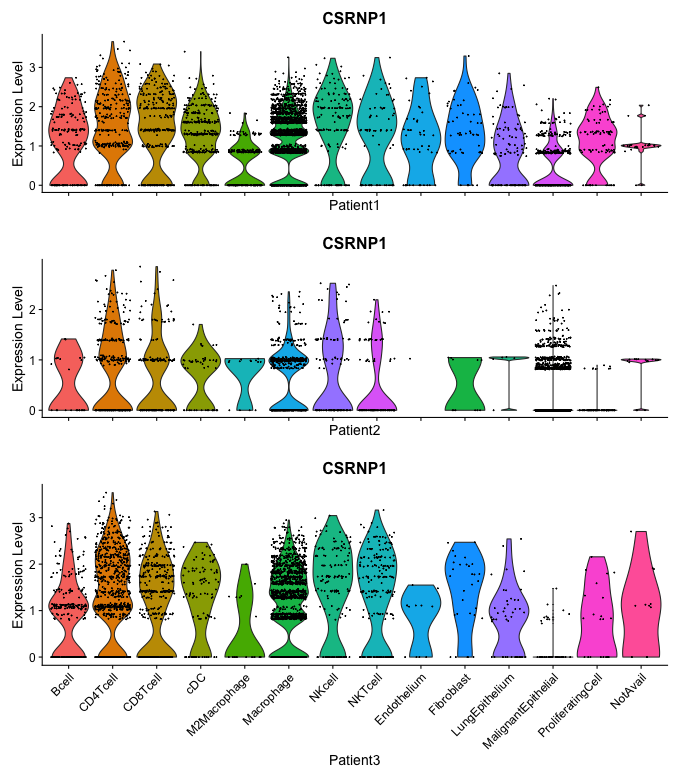 CSRNP1
Expression Level
3
2
1
0
Patient1
CSRNP1
Expression Level
2
1
0
Patient2
CSRNP1
Expression Level
3
2
1
0
Bcell
CD4Tcell
CD8Tcell
cDC
M2Macrophage
Macrophage
NKcell
NKTcell
Endothelium
Fibroblast
LungEpithelium
MalignantEpithelial
ProliferatingCell
NotAvail
Patient3